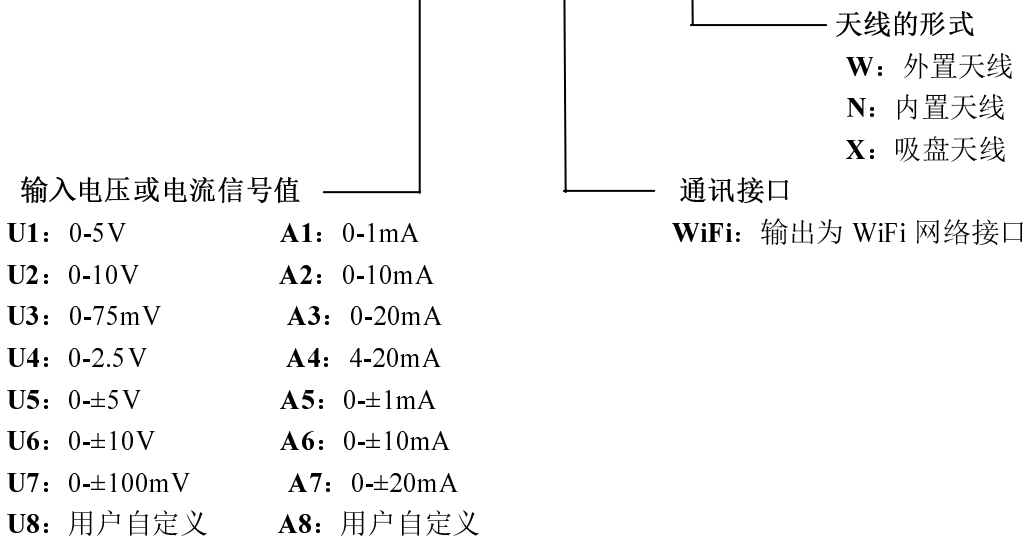 天线的形式
W：外置天线
N：内置天线
X：吸盘天线
输入电压或电流信号值 通讯接口
U1：0-5V A1：0-1mA WiFi：输出为 WiFi 网络接口
U2：0-10V A2：0-10mA
U3：0-75mV A3：0-20mA
U4：0-2.5V A4：4-20mA
U5：0-±5V A5：0-±1mA
U6：0-±10V A6：0-±10mA
U7：0-±100mV A7：0-±20mA
U8：用户自定义 A8：用户自定义